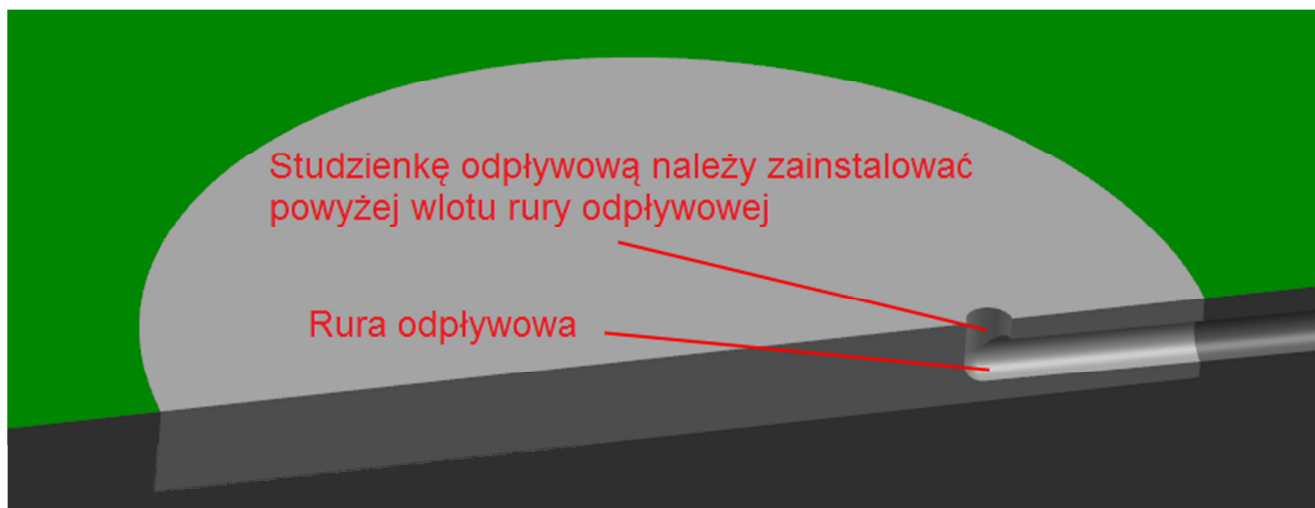 Studzienkę odpływową należy zainstalować
powyżej wlotu rury odpływowej
Rura odpływowa